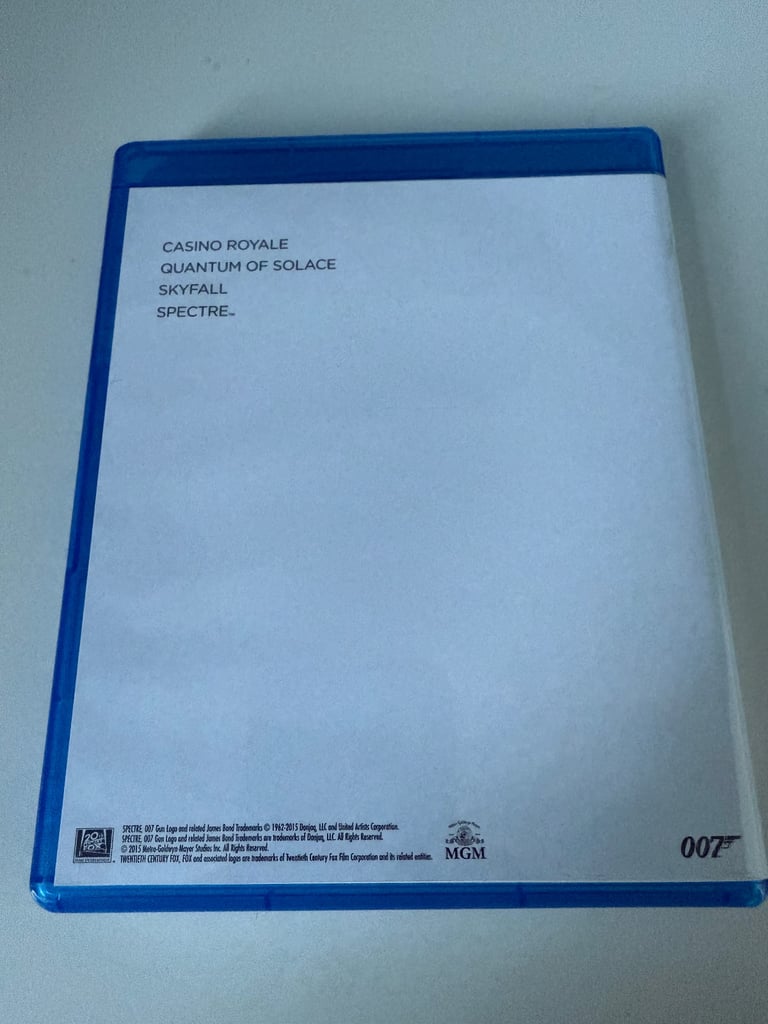 CASINO ROYALE
QUANTUM OF SOLACE
SKYFALL
SPECTRE™
20th
FOX
SPECTRE, 007 Gun Logo and related James Bond Trademarks © 1962-2015 Danjaq, LLC and United Artists Corporation.
SPECTRE, 007 Gun Logo and related James Bond Trademarks are trademarks of Danjaq, LLC. All Rights Reserved.
© 2015 Metro-Goldwyn-Mayer Studios Inc. All Rights Reserved.
TWENTIETH CENTURY FOX, FOX and associated logos are trademarks of Twentieth Century Fox Film Corporation and its related entities.
MGM
007